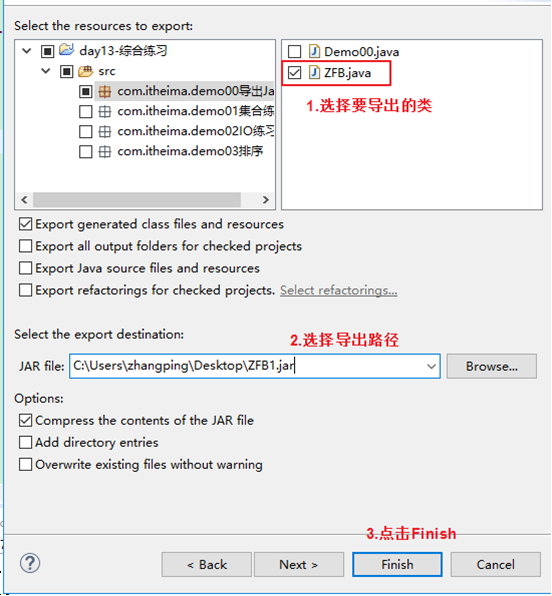 Select the resources to export:
day13-综合练习
src
com.itheima.demo00导出Ja
com.itheima.demo01集合练
com.itheima.demo02IO练习
com.itheima.demo03排序
Demo00.java
ZFB.java
1.选择要导出的类
Export generated class files and resources
Export all output folders for checked projects
Export Java source files and resources
Export refactorings for checked projects. Select refactorings...
Select the export destination:
2.选择导出路径
JAR file: C:\Users\zhangping\Desktop\ZFB1.jar Browse...
Options:
Compress the contents of the JAR file
Add directory entries
Overwrite existing files without warning
3.点击Finish
? < Back Next > Finish Cancel